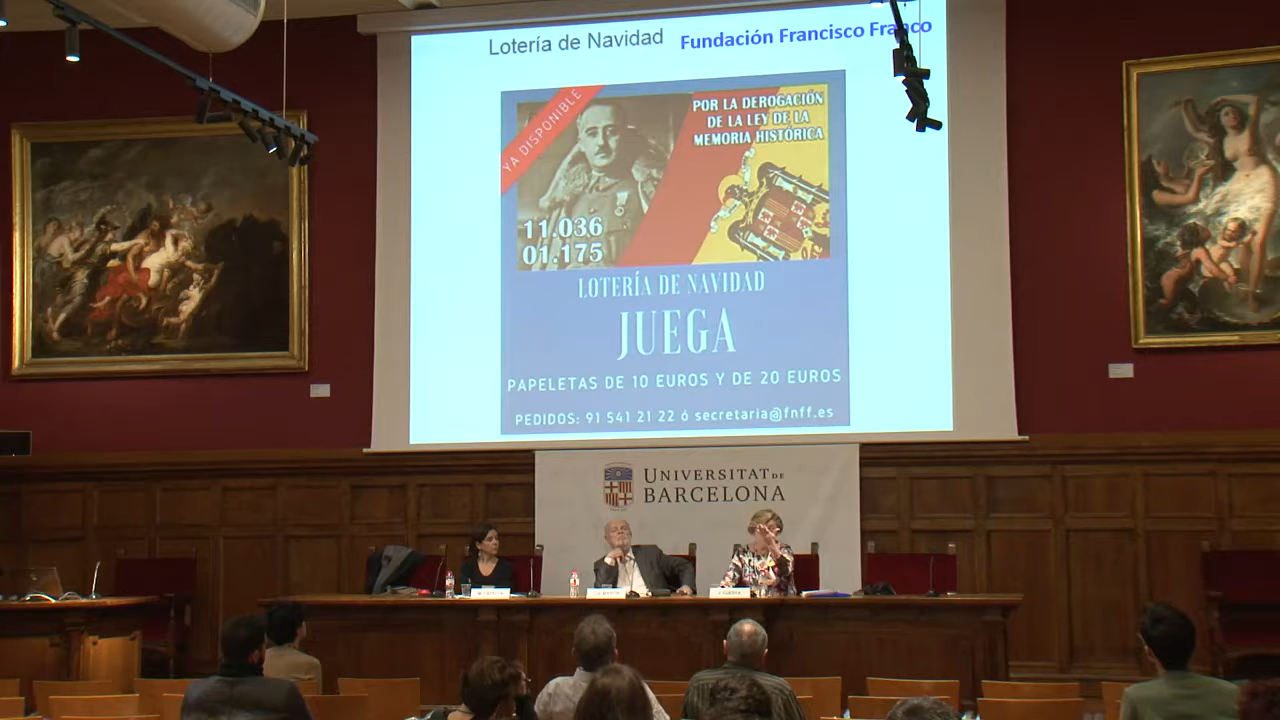 Lotería de Navidad
Fundación Francisco Franco
YA DISPONIBLE
POR LA DEROGACIÓN
DE LA LEY DE LA
MEMORIA HISTÓRICA
11.036
01.175
LOTERÍA DE NAVIDAD
JUEGA
PAPELETAS DE 10 EUROS Y DE 20 EUROS
PEDIDOS: 91 541 21 22 ó secretaria@fnff.es
UNIVERSITAT DE
BARCELONA